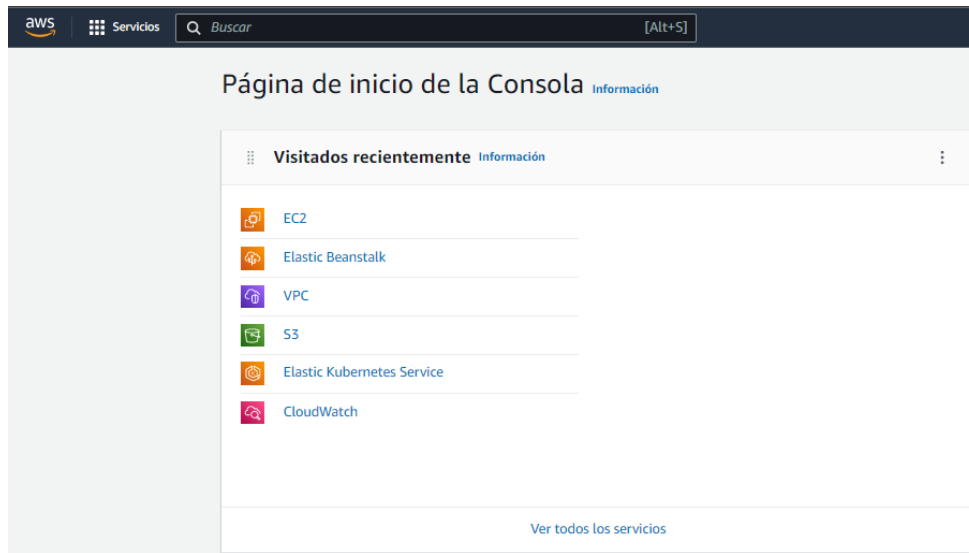 aws Servicios Buscar [Alt+S]
Página de inicio de la Consola Información
Visitados recientemente Información
EC2
Elastic Beanstalk
VPC
S3
Elastic Kubernetes Service
CloudWatch
Ver todos los servicios